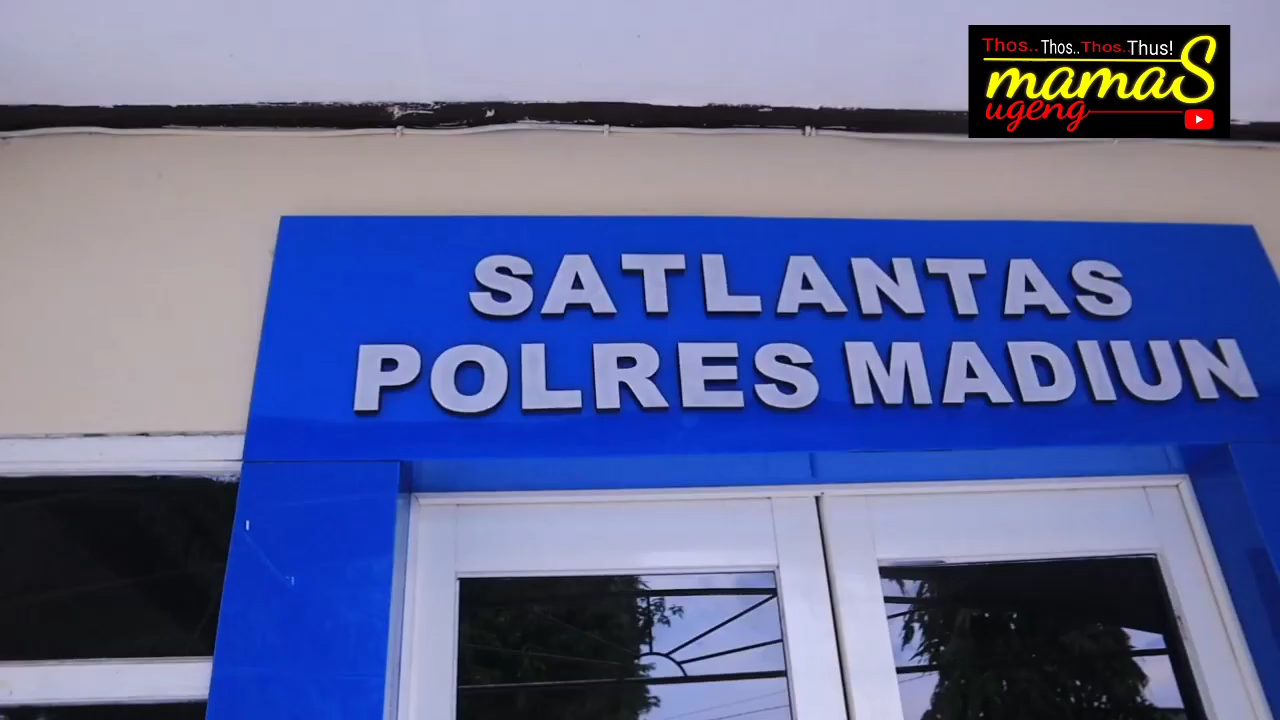 Thos.. Thos.. Thos.. Thus!
mamaS
ugeng
SATLANTAS
POLRES MADIUN